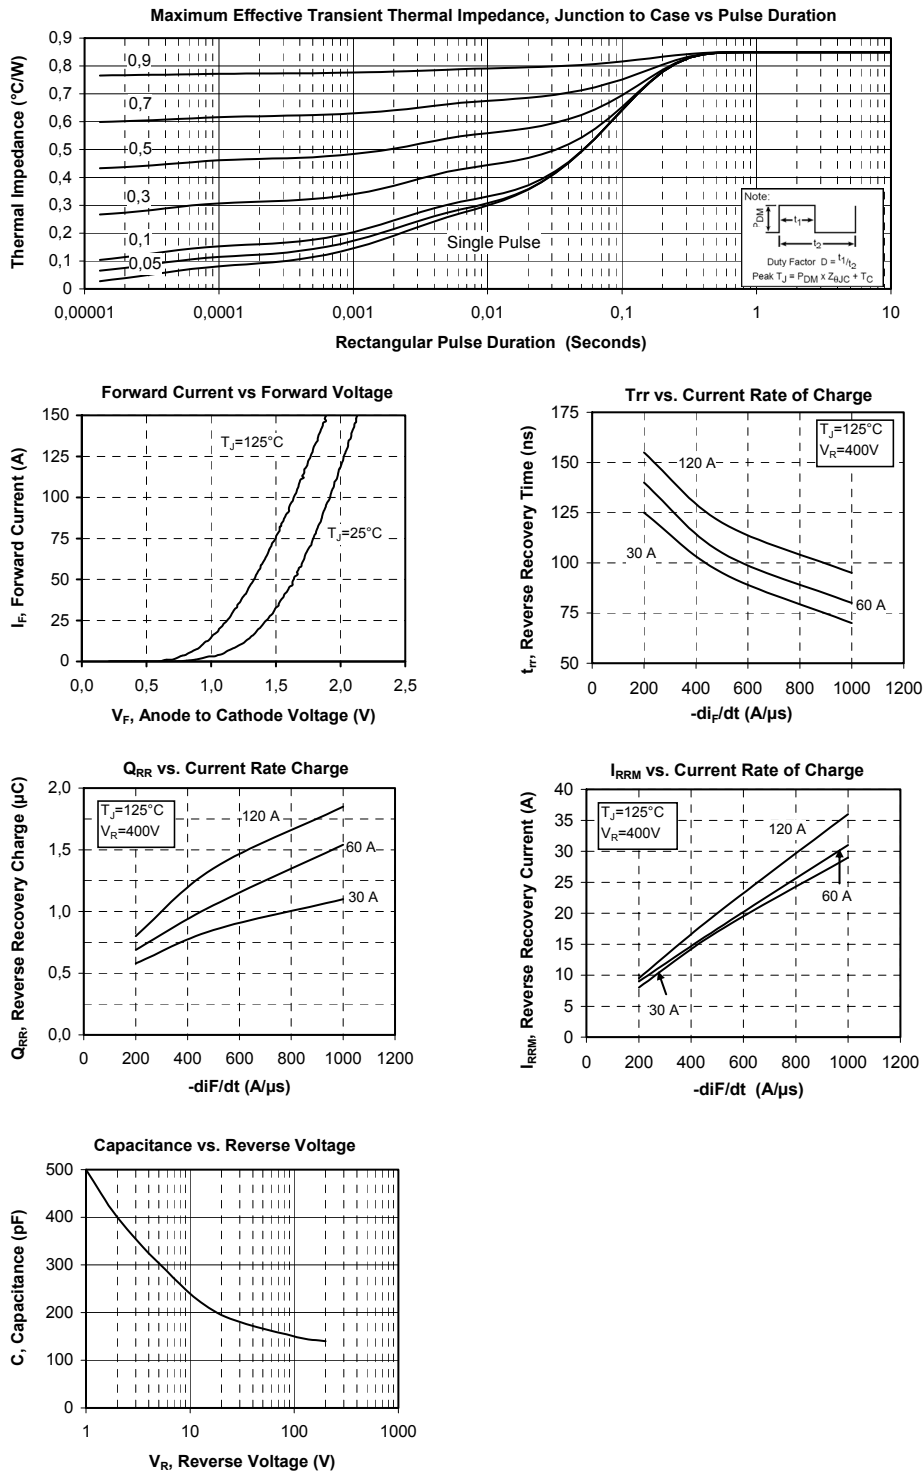 Maximum Effective Transient Thermal Impedance, Junction to Case vs Pulse Duration
Thermal Impedance (°C/W)
0,9
0,8
0,7
0,6
0,5
0,4
0,3
0,2
0,1
0
0,9
0,7
0,5
0,3
0,1
0,05
Single Pulse
Note:
PDM
t1
t2
Duty Factor D = t1/t2
Peak TJ = PDM x ZθJC + TC
0,00001 0,0001 0,001 0,01 0,1 1 10
Rectangular Pulse Duration (Seconds)
Forward Current vs Forward Voltage
IF, Forward Current (A)
150
125
100
75
50
25
0
TJ=125°C
TJ=25°C
0,0 0,5 1,0 1,5 2,0 2,5
VF, Anode to Cathode Voltage (V)
Trr vs. Current Rate of Charge
trr, Reverse Recovery Time (ns)
175
150
125
100
75
50
TJ=125°C
VR=400V
120 A
30 A
60 A
0 200 400 600 800 1000 1200
-diF/dt (A/µs)
QRR vs. Current Rate Charge
QRR, Reverse Recovery Charge (µC)
2,0
1,5
1,0
0,5
0,0
TJ=125°C
VR=400V
120 A
60 A
30 A
0 200 400 600 800 1000 1200
-diF/dt (A/µs)
IRRM vs. Current Rate of Charge
IRRM, Reverse Recovery Current (A)
40
35
30
25
20
15
10
5
0
TJ=125°C
VR=400V
120 A
60 A
30 A
0 200 400 600 800 1000 1200
-diF/dt (A/µs)
Capacitance vs. Reverse Voltage
C, Capacitance (pF)
500
400
300
200
100
0
1 10 100 1000
VR, Reverse Voltage (V)